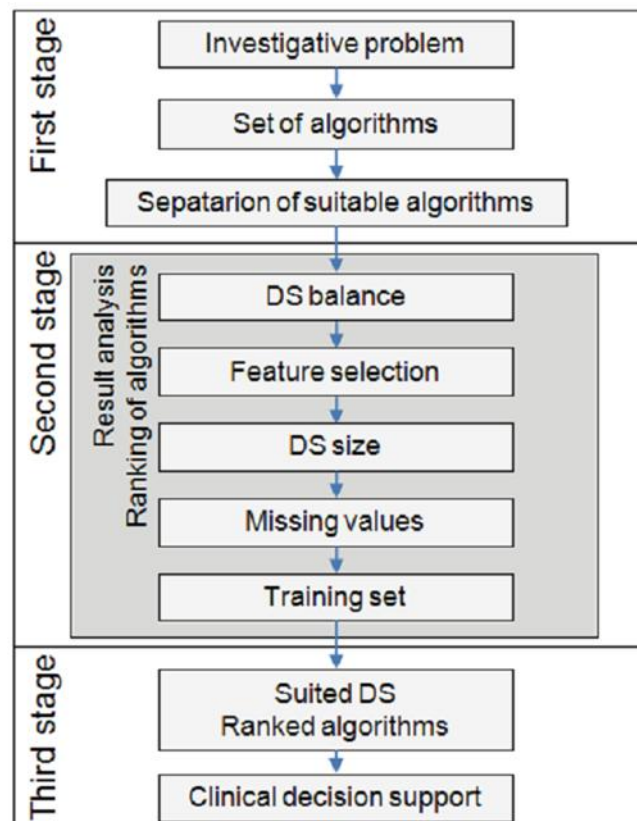 First stage
Investigative problem
Set of algorithms
Sepatarion of suitable algorithms
Second stage
Result analysis
Ranking of algorithms
DS balance
Feature selection
DS size
Missing values
Training set
Third stage
Suited DS
Ranked algorithms
Clinical decision support